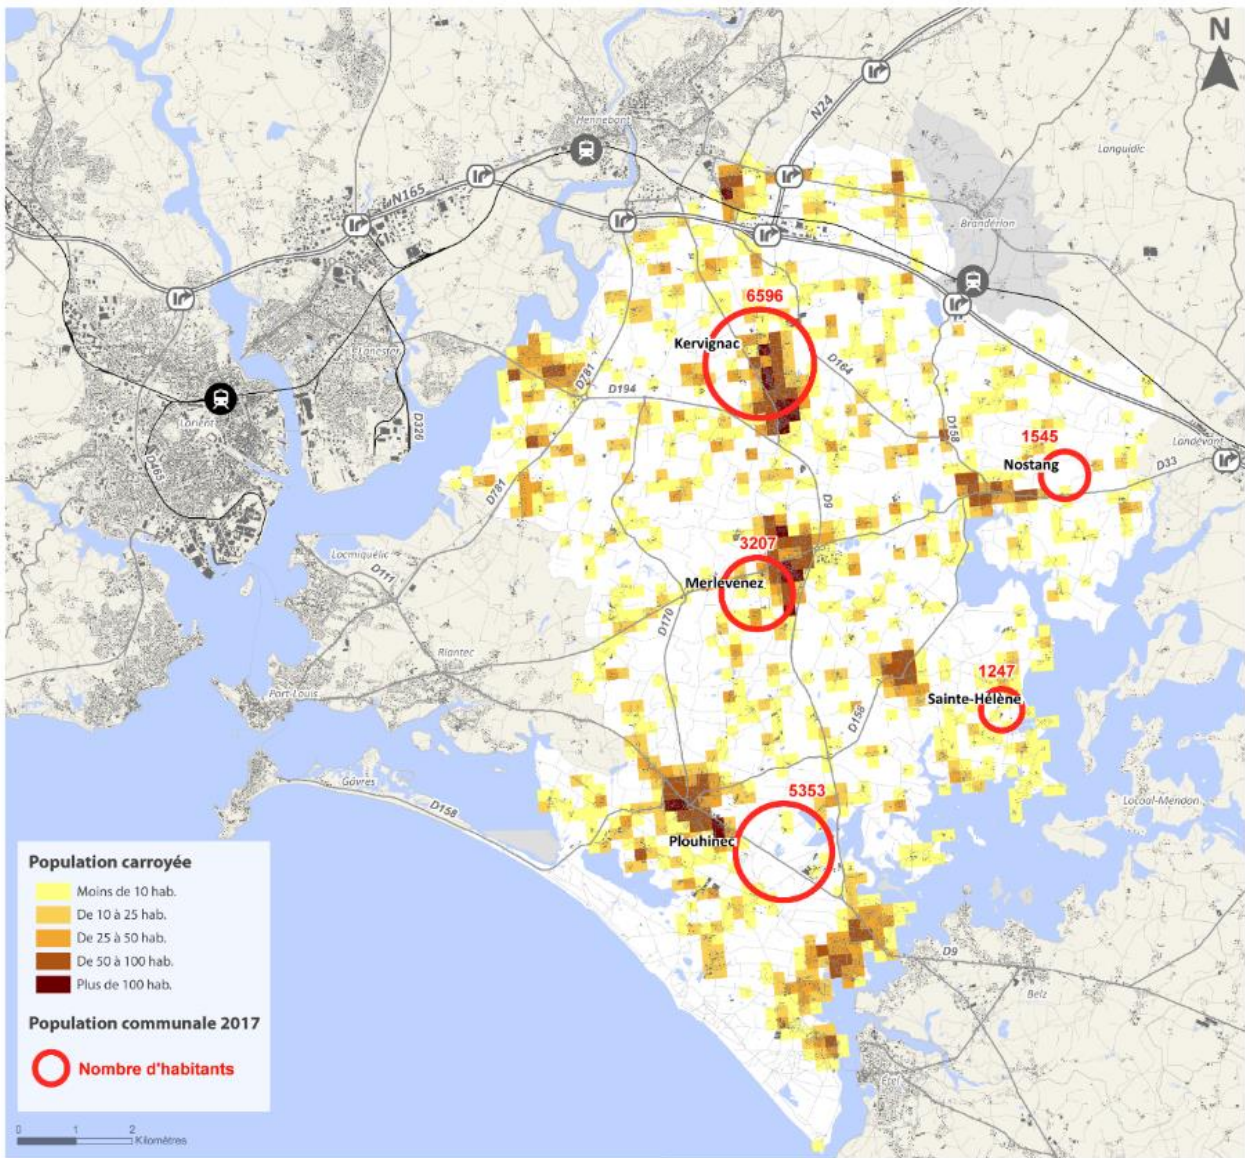 N
N24
Hennebont
Languidic
N165
Brandérion
6596
Kervignac
Lanester
D781
D194
D164
Lorient
D326
D158
1545
Landévant
Nostang
D465
D33
D781
D9
3207
Locmiquélic
D111
Merlevenez
D170
Riantec
1247
Port-Louis
Sainte-Hélène
D158
Gâvres
D158
5353
Locoal-Mendon
Plouhinec
D9
Belz
Etel
Population carroyée
Moins de 10 hab.
De 10 à 25 hab.
De 25 à 50 hab.
De 50 à 100 hab.
Plus de 100 hab.
Population communale 2017
Nombre d'habitants
0 1 2
Kilomètres